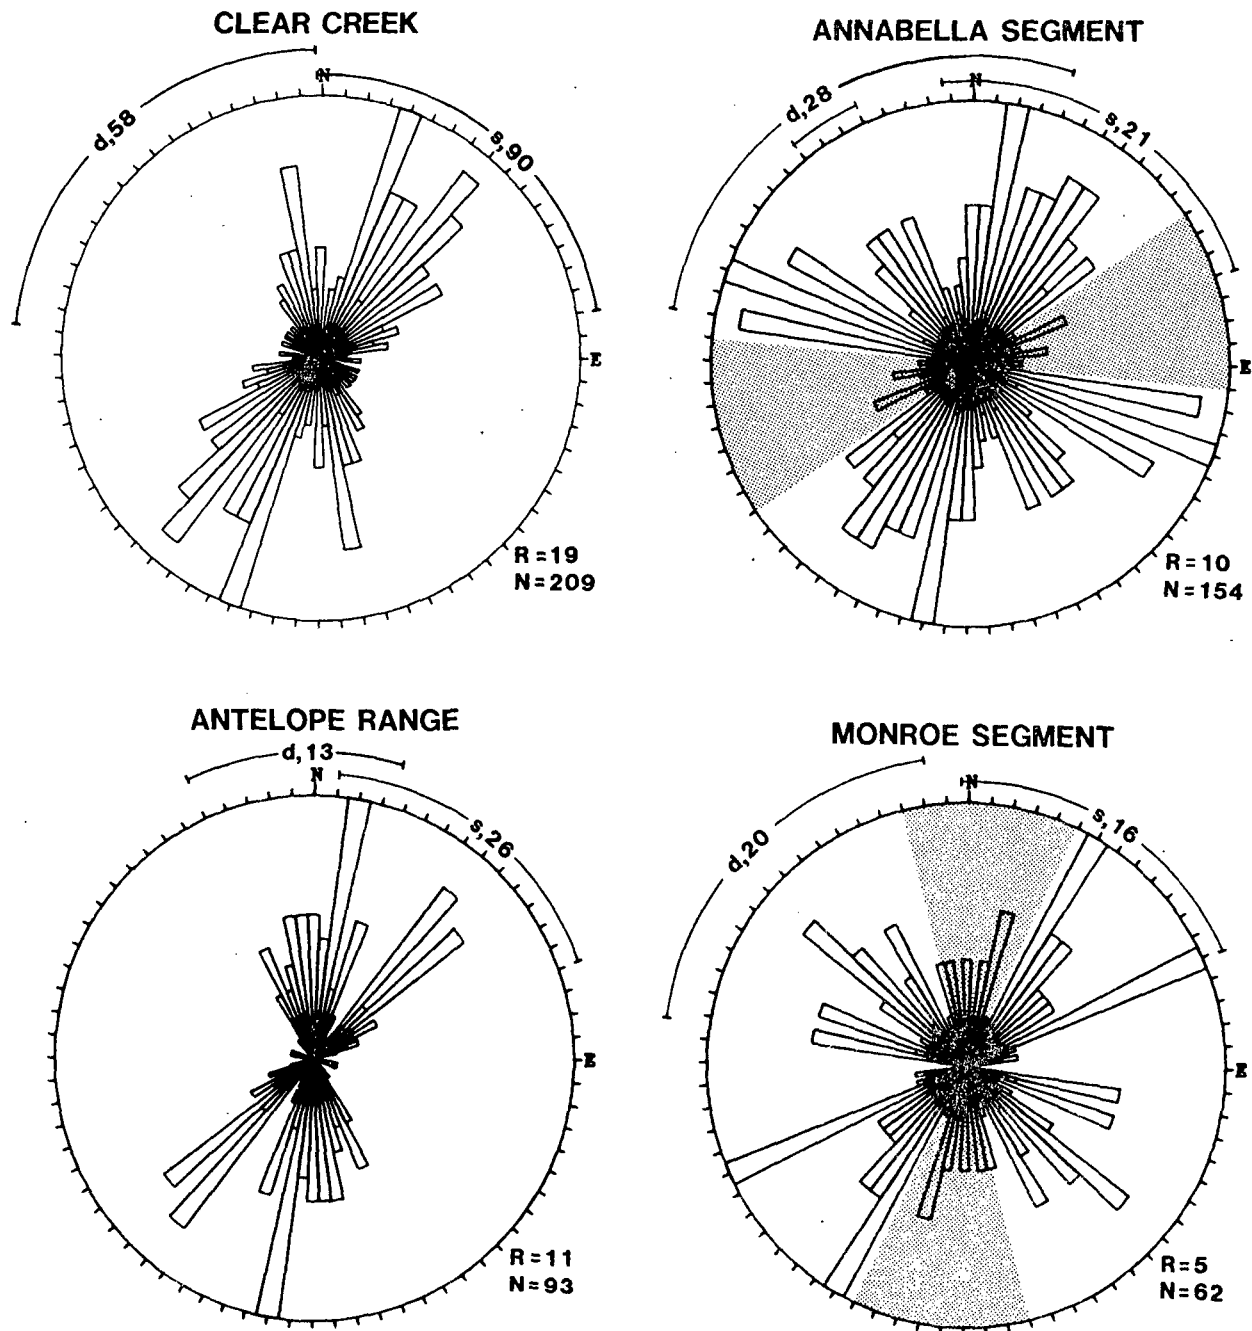 CLEAR CREEK
N
d,58
s,90
E
R=19
N=209
ANNABELLA SEGMENT
d,28
N
s,21
E
R=10
N=154
ANTELOPE RANGE
d,13
N
s,26
E
R=11
N=93
MONROE SEGMENT
N
d,20
s,16
E
R=5
N=62